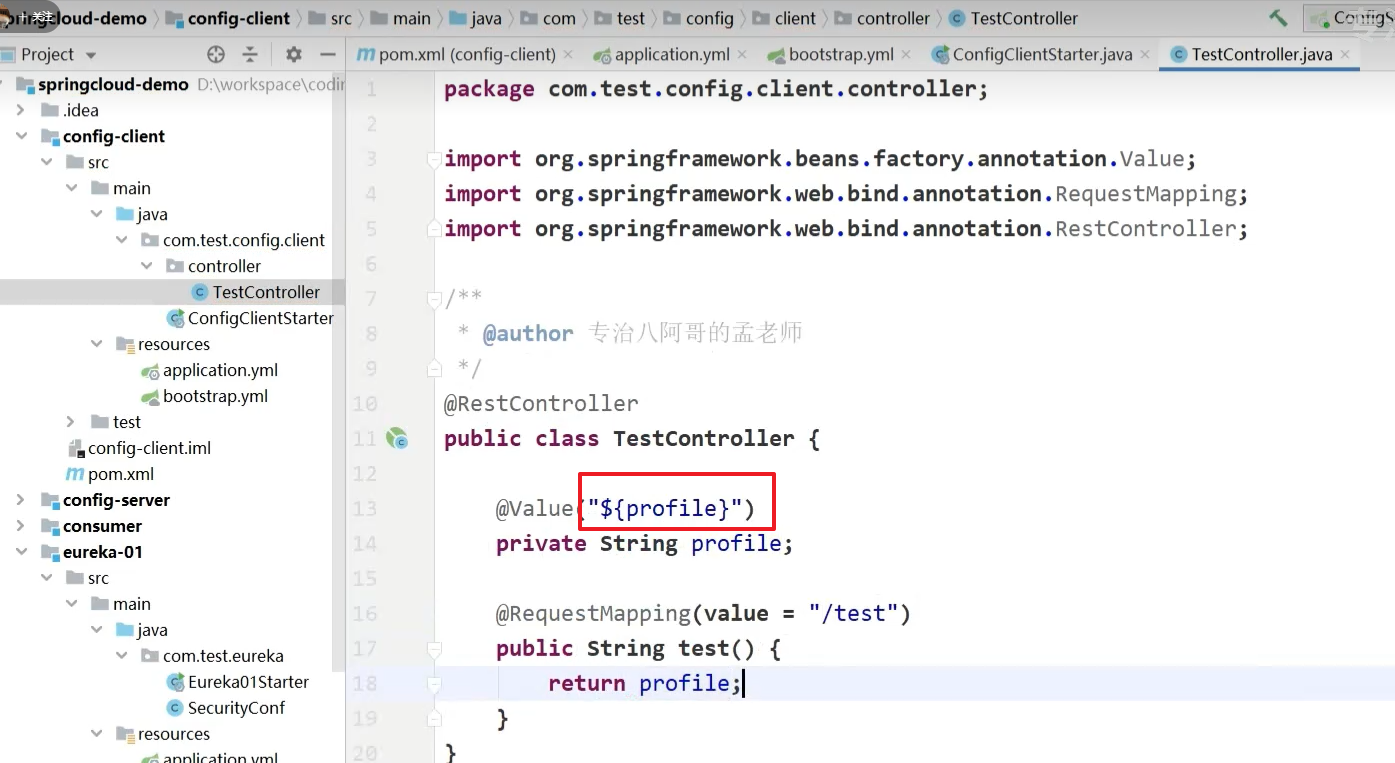 + 关注
springcloud-demo config-client src main java com test config client controller TestController ConfigS
Project
pom.xml (config-client) application.yml bootstrap.yml ConfigClientStarter.java TestController.java
springcloud-demo D:\workspace\codin
.idea
config-client
src
main
java
com.test.config.client
controller
TestController
ConfigClientStarter
resources
application.yml
bootstrap.yml
test
config-client.iml
pom.xml
config-server
consumer
eureka-01
src
main
java
com.test.eureka
Eureka01Starter
SecurityConf
resources
application.yml
1 package com.test.config.client.controller;
2
3 import org.springframework.beans.factory.annotation.Value;
4 import org.springframework.web.bind.annotation.RequestMapping;
5 import org.springframework.web.bind.annotation.RestController;
6
7 /**
8 * @author 专治八阿哥的孟老师
9 */
10 @RestController
11 public class TestController {
12
13 @Value("${profile}")
14 private String profile;
15
16 @RequestMapping(value = "/test")
17 public String test() {
18 return profile;
19 }
20 }